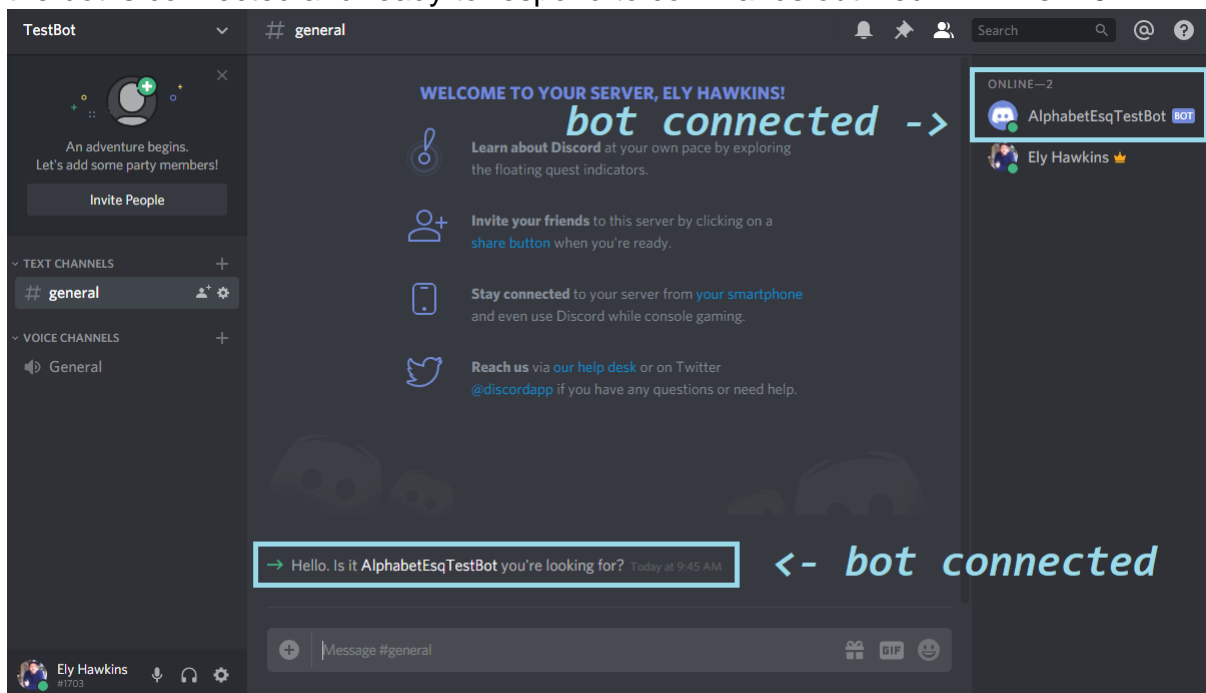 TestBot
# general
Search
An adventure begins.
Let's add some party members!
Invite People
TEXT CHANNELS
# general
VOICE CHANNELS
General
Ely Hawkins
#1703
WELCOME TO YOUR SERVER, ELY HAWKINS!
bot connected ->
Learn about Discord at your own pace by exploring
the floating quest indicators.
Invite your friends to this server by clicking on a
share button when you're ready.
Stay connected to your server from your smartphone
and even use Discord while console gaming.
Reach us via our help desk or on Twitter
@discordapp if you have any questions or need help.
→ Hello. Is it AlphabetEsqTestBot you're looking for? Today at 9:45 AM
<- bot connected
Message #general
GIF
ONLINE—2
AlphabetEsqTestBot BOT
Ely Hawkins